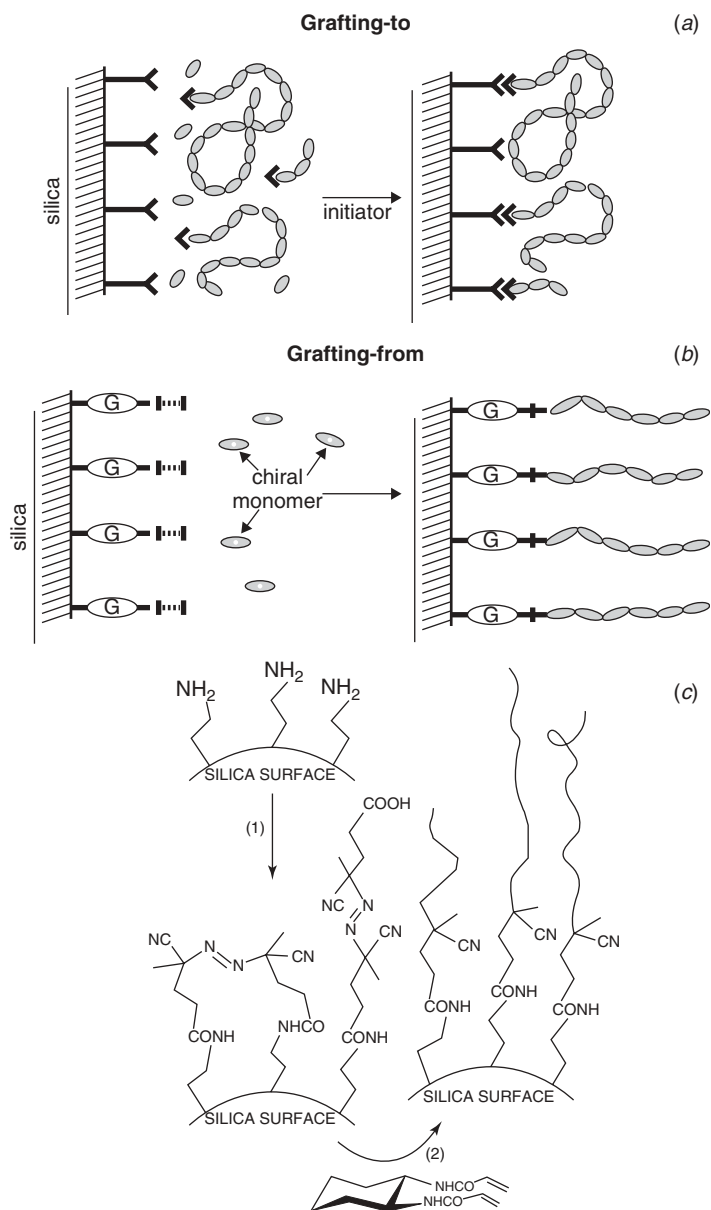 Grafting-to
(a)
silica
initiator
Grafting-from
(b)
silica
G
G
G
G
chiral
monomer
G
G
G
G
(c)
NH2
NH2
NH2
SILICA SURFACE
(1)
COOH
NC
N
N
CN
NC
N
N
CN
CONH
NHCO
CONH
SILICA SURFACE
CN
CONH
CN
CONH
CN
CONH
SILICA SURFACE
(2)
NHCO
NHCO